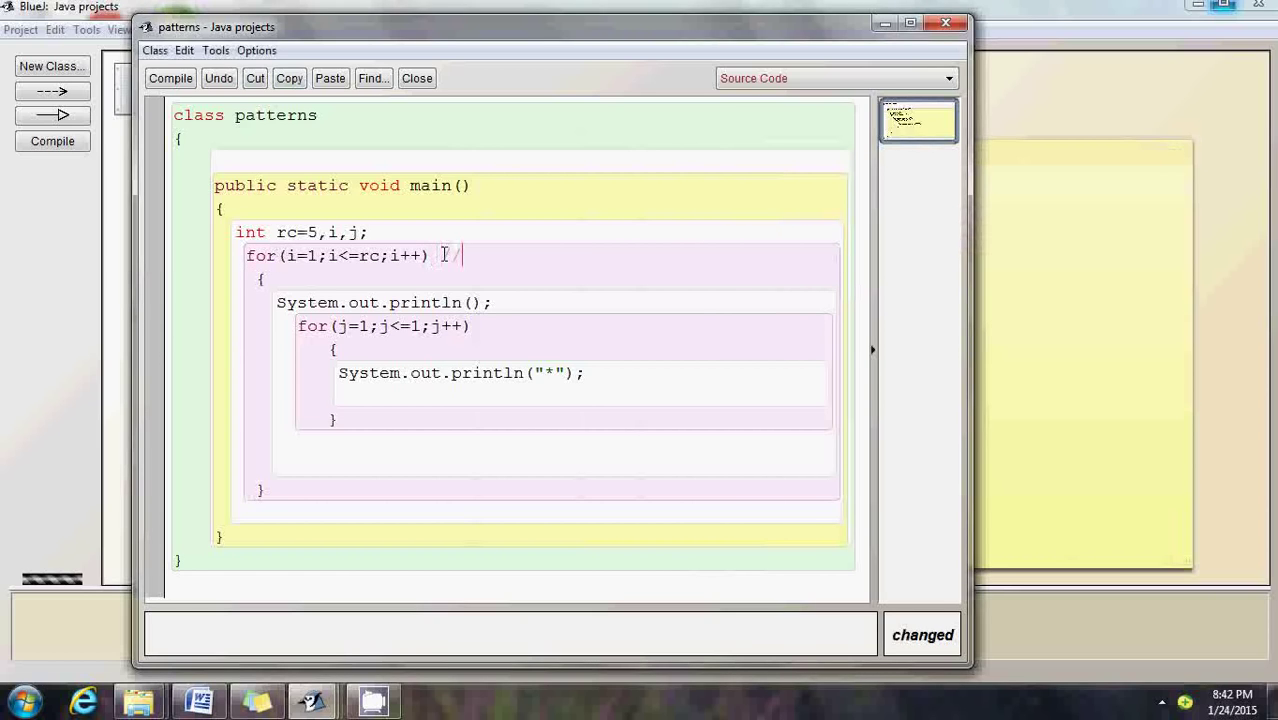 BlueJ: Java projects
Project Edit Tools View
New Class...
Compile
patterns - Java projects
Class Edit Tools Options
Compile Undo Cut Copy Paste Find... Close
Source Code
class patterns
{
public static void main()
{
int rc=5,i,j;
for(i=1;i<=rc;i++) //
{
System.out.println();
for(j=1;j<=1;j++)
{
System.out.println("*");
}
}
}
}
changed
8:42 PM
1/24/2015